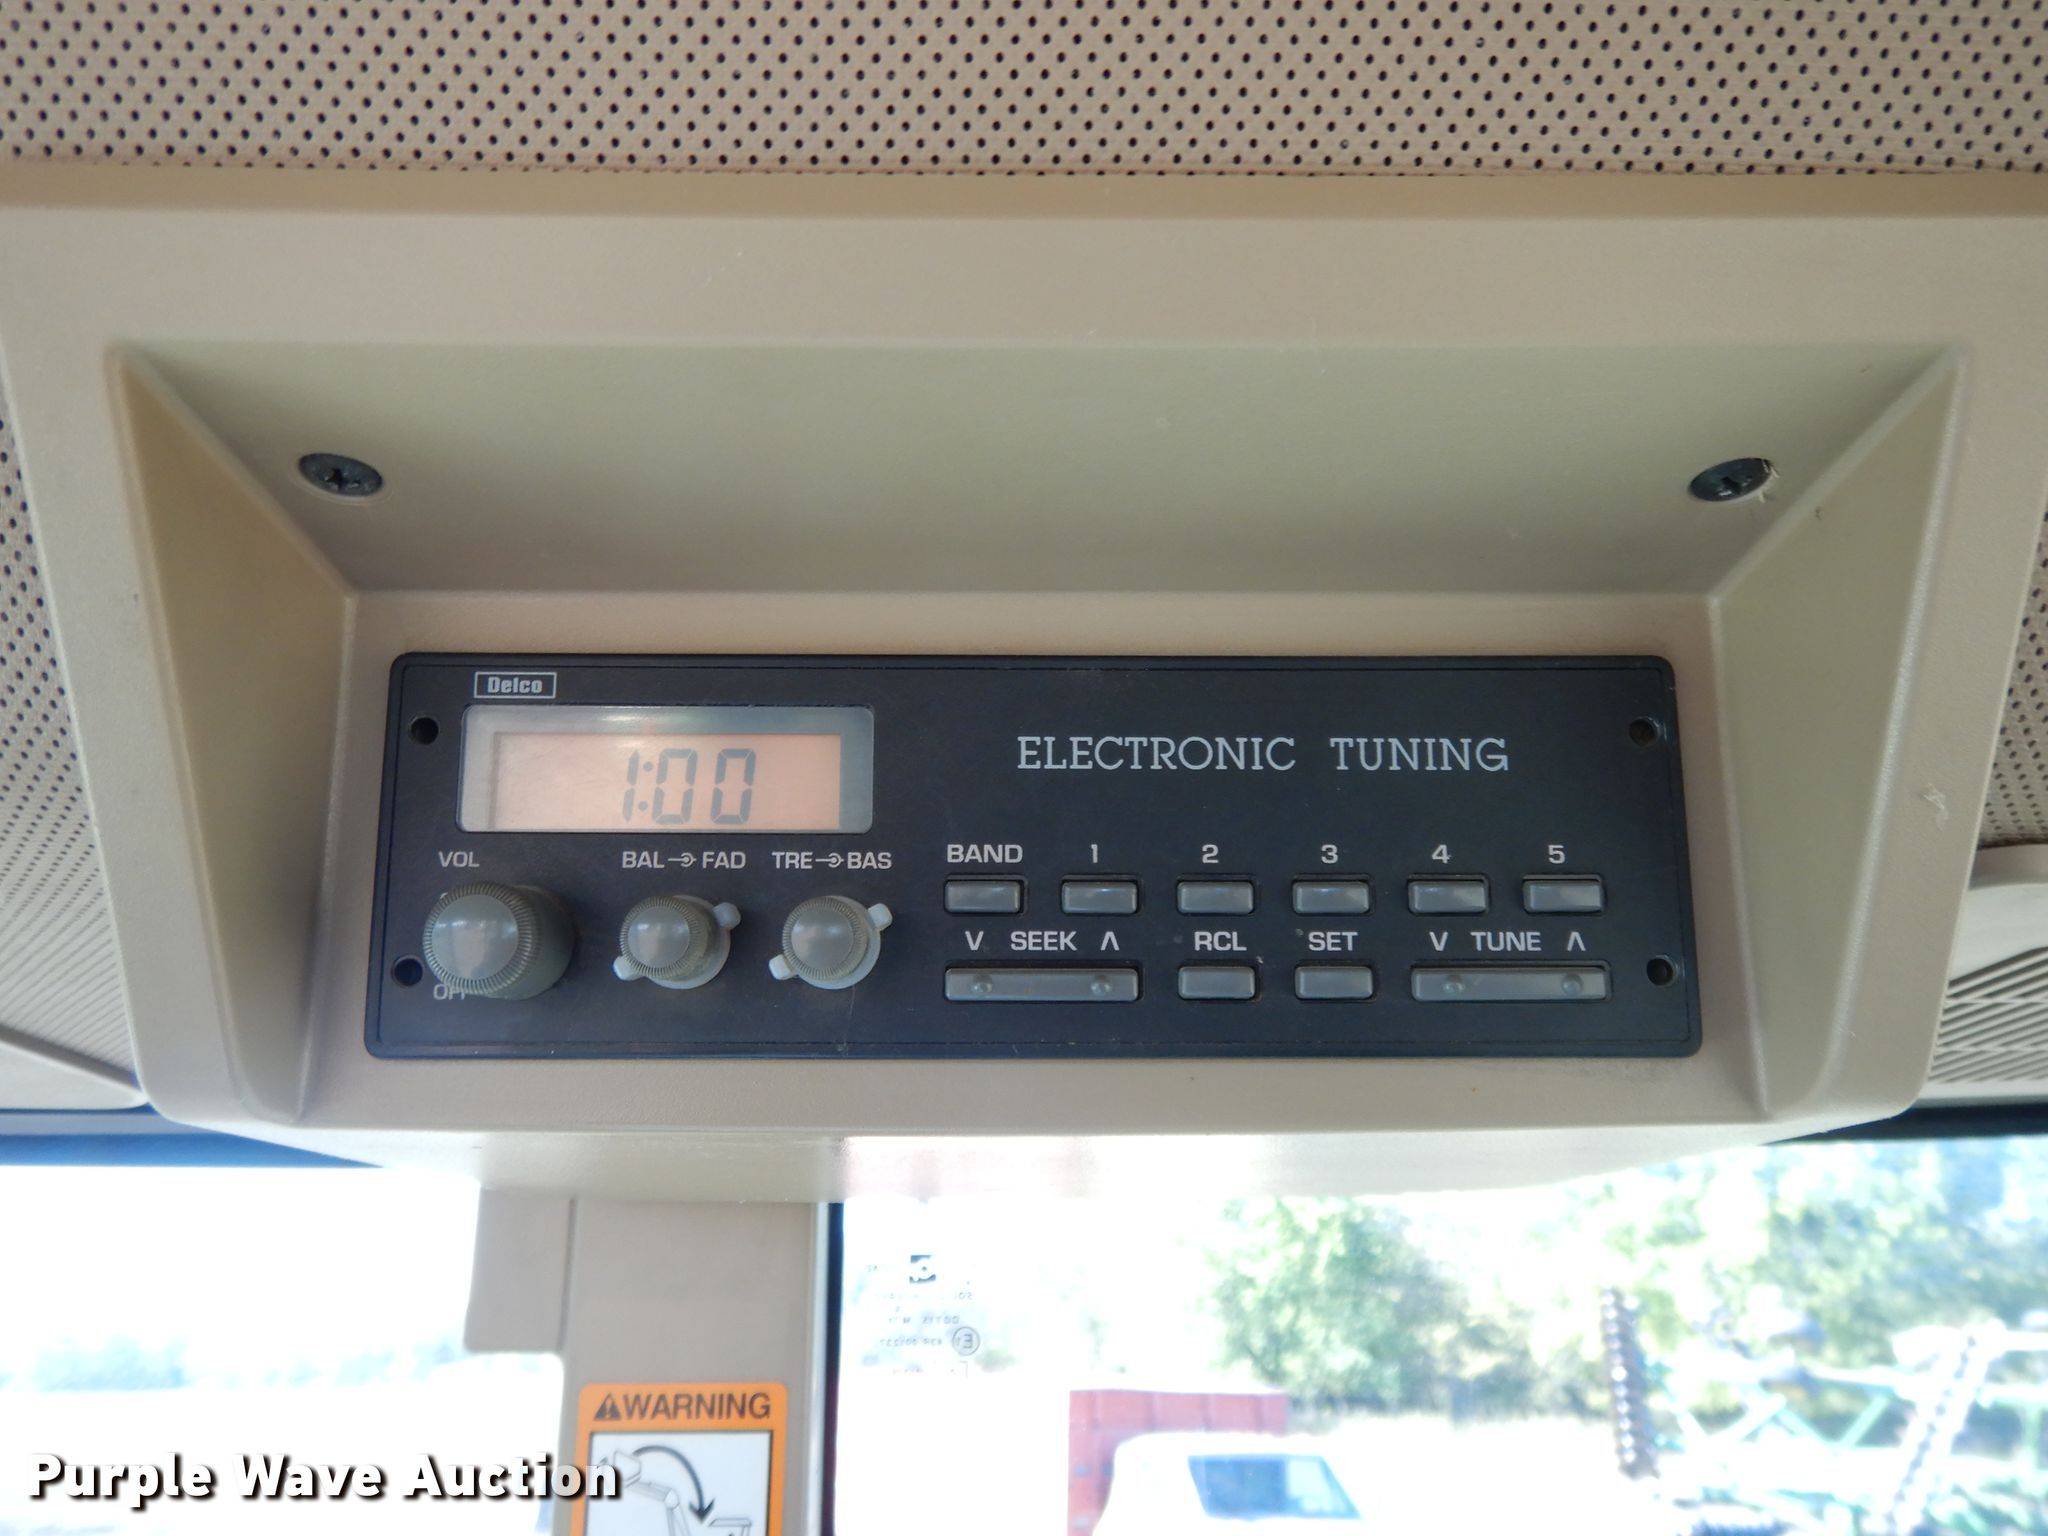 Delco
1:00
ELECTRONIC TUNING
VOL
BAL FAD
TRE BAS
OFF
BAND 1 2 3 4 5
V SEEK Λ RCL SET V TUNE Λ
WARNING
Purple Wave Auction